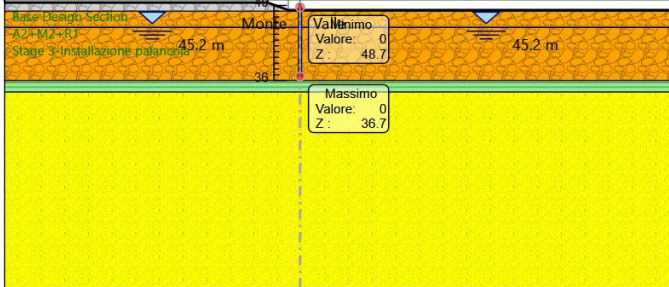 Base Design Section
A2+M2+R1
Stage 3-Installazione palancola
Monte
Valle
45.2 m
45.2 m
Minimo
Valore: 0
Z : 48.7
36
Massimo
Valore: 0
Z : 36.7